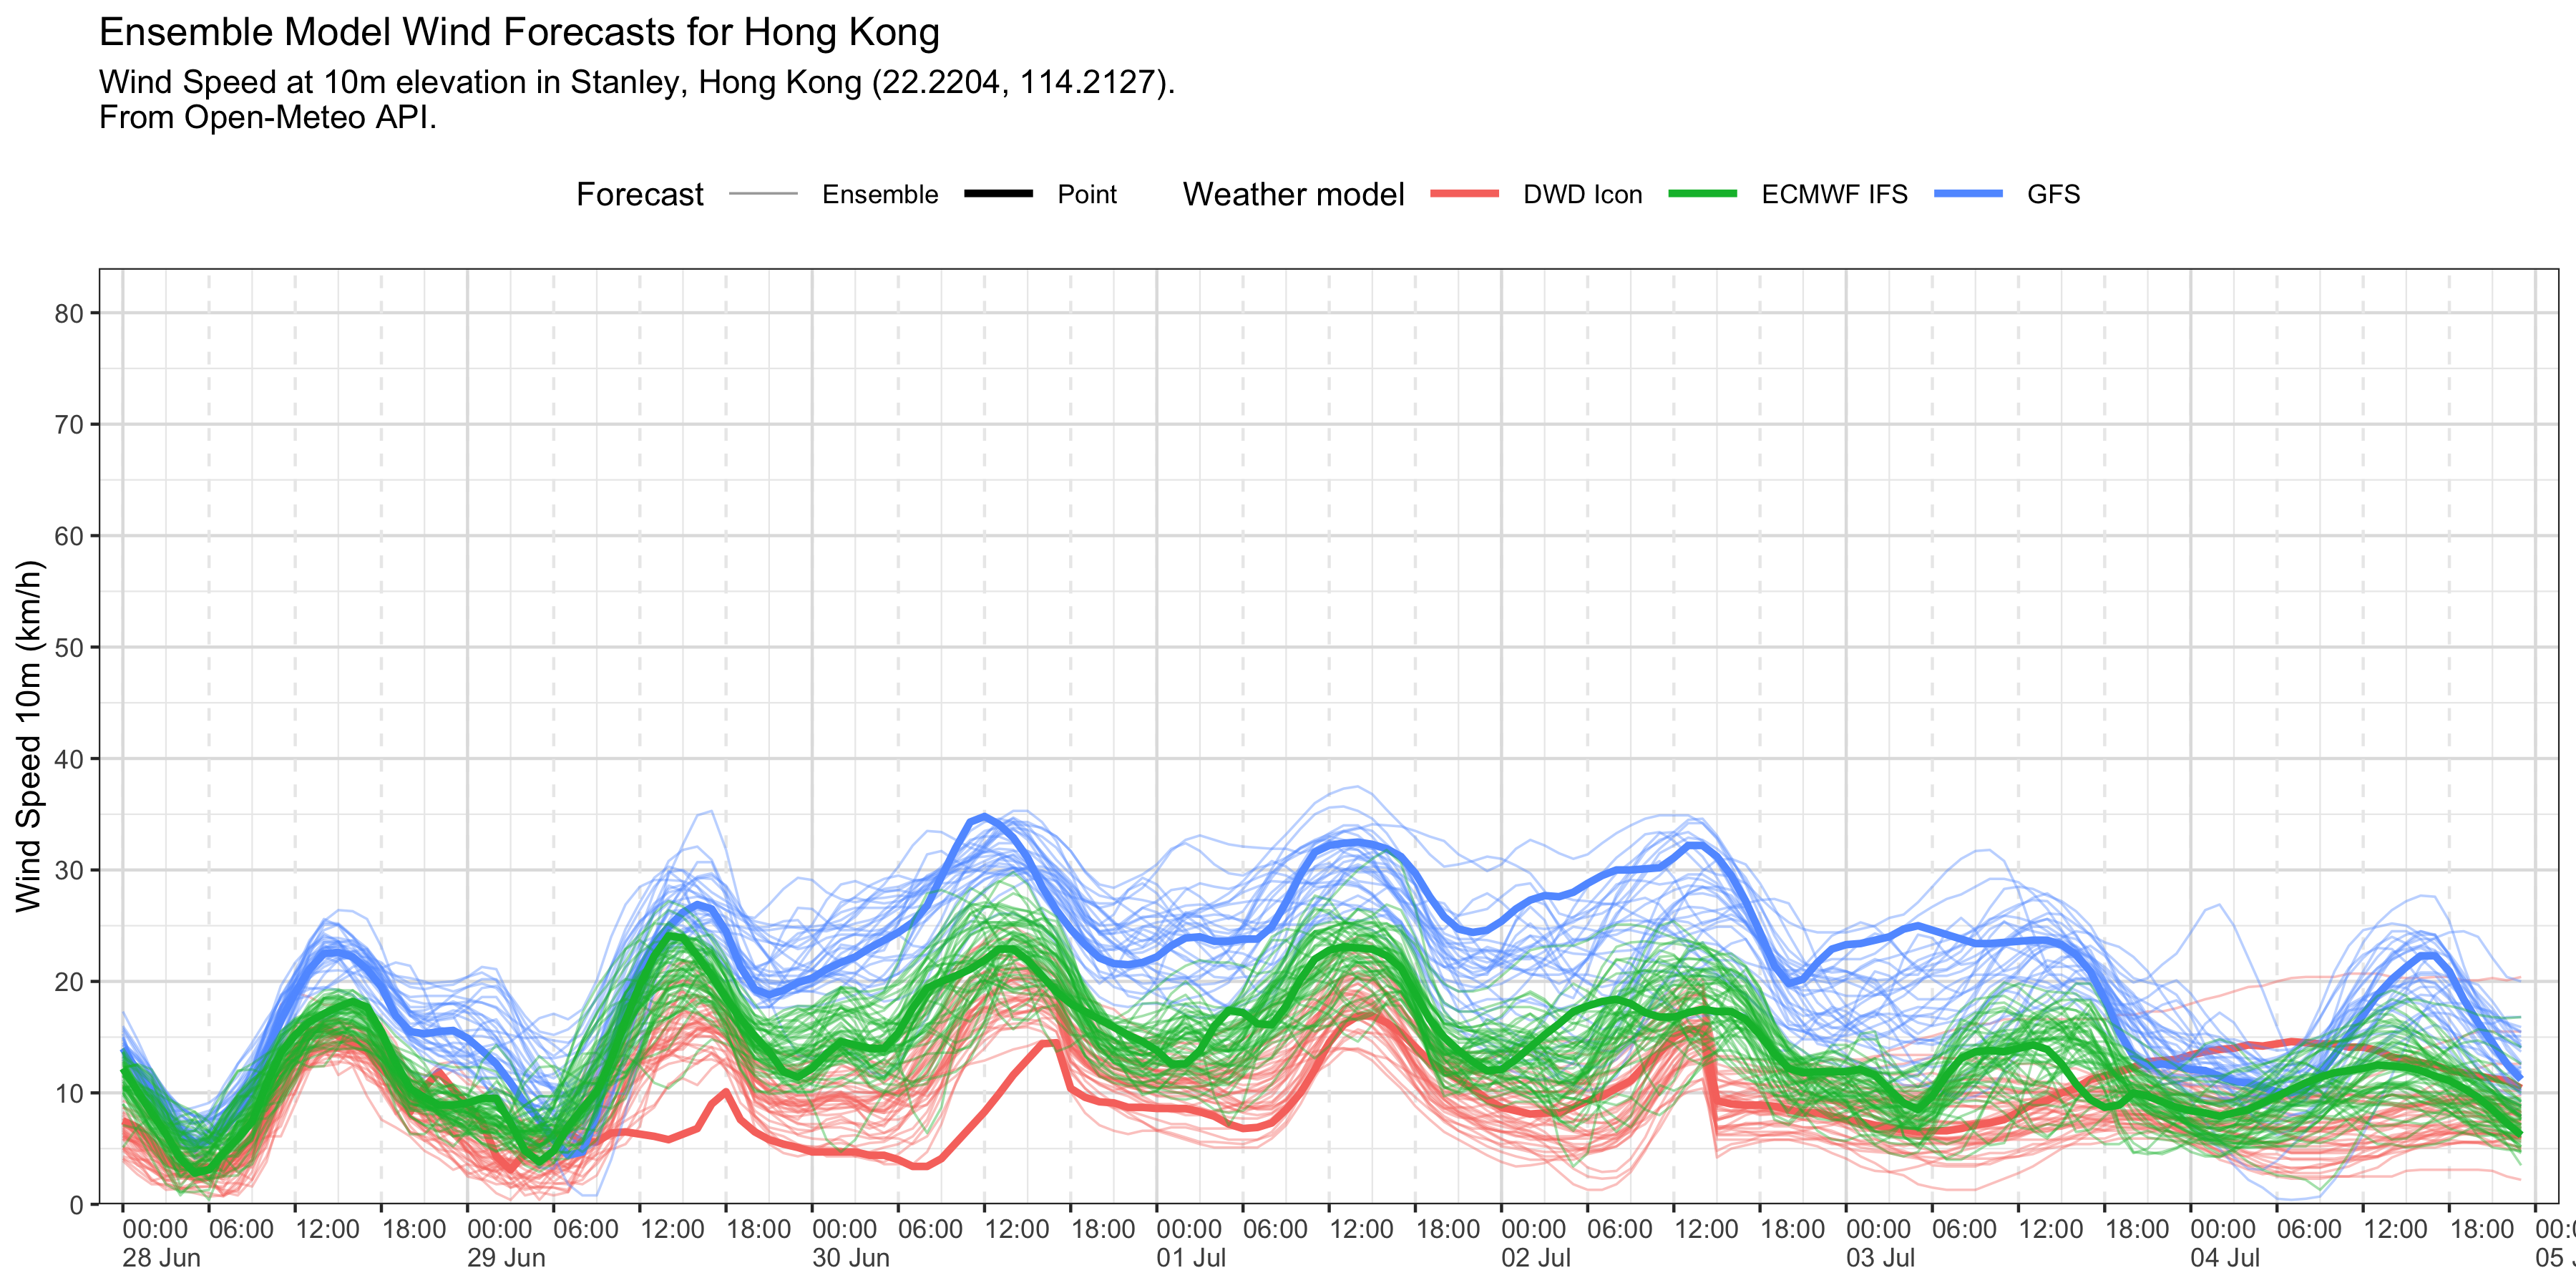 Ensemble Model Wind Forecasts for Hong Kong
Wind Speed at 10m elevation in Stanley, Hong Kong (22.2204, 114.2127).
From Open-Meteo API.
Forecast Ensemble Point Weather model DWD Icon ECMWF IFS GFS
Wind Speed 10m (km/h)
80
70
60
50
40
30
20
10
0
00:00 06:00 12:00 18:00 00:00 06:00 12:00 18:00 00:00 06:00 12:00 18:00 00:00 06:00 12:00 18:00 00:00 06:00 12:00 18:00 00:00 06:00 12:00 18:00 00:00 06:00 12:00 18:00
28 Jun 29 Jun 30 Jun 01 Jul 02 Jul 03 Jul 04 Jul 05